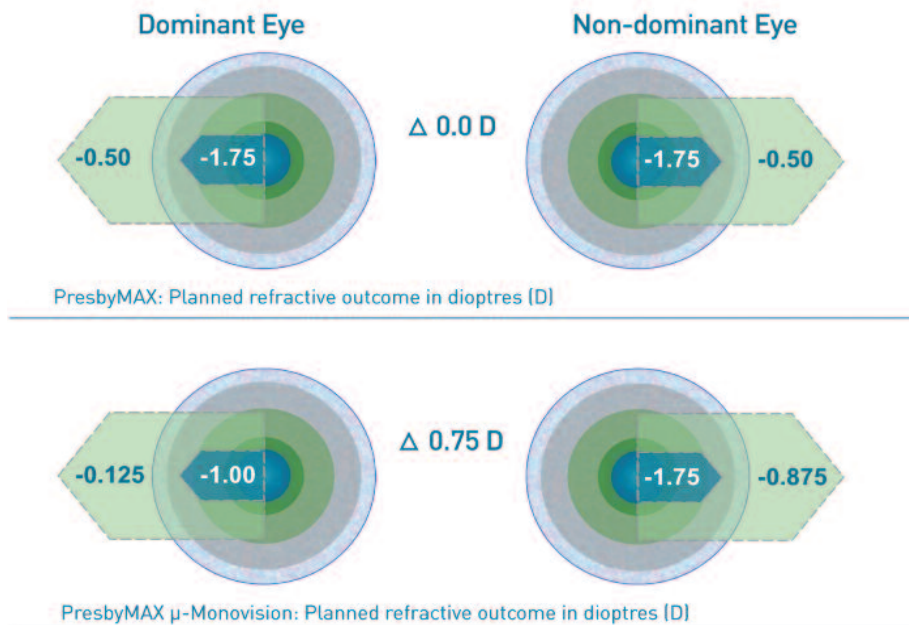 Dominant Eye Non-dominant Eye
△ 0.0 D
-0.50 -1.75 -1.75 -0.50
PresbyMAX: Planned refractive outcome in dioptres (D)
△ 0.75 D
-0.125 -1.00 -1.75 -0.875
PresbyMAX μ-Monovision: Planned refractive outcome in dioptres (D)